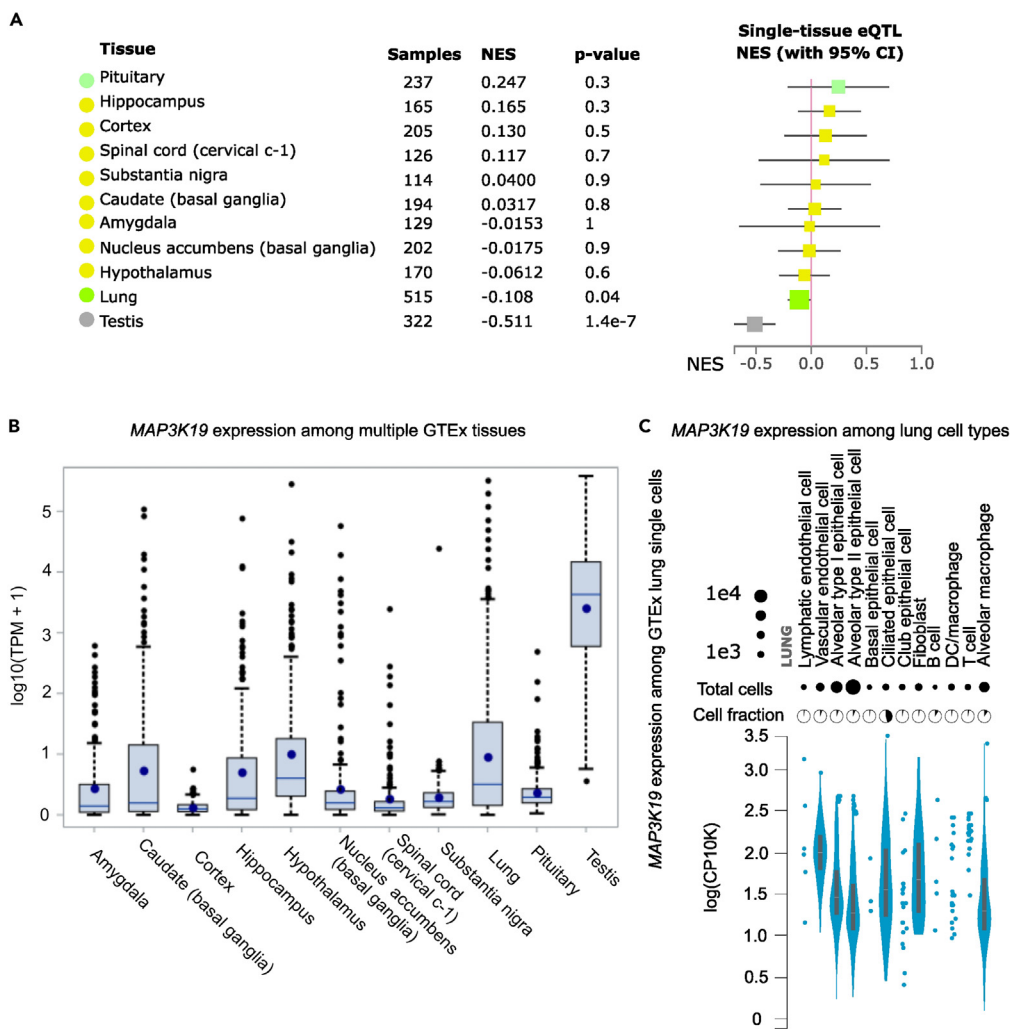 A
Tissue Samples NES p-value
Single-tissue eQTL
NES (with 95% CI)
Pituitary 237 0.247 0.3
Hippocampus 165 0.165 0.3
Cortex 205 0.130 0.5
Spinal cord (cervical c-1) 126 0.117 0.7
Substantia nigra 114 0.0400 0.9
Caudate (basal ganglia) 194 0.0317 0.8
Amygdala 129 -0.0153 1
Nucleus accumbens (basal ganglia) 202 -0.0175 0.9
Hypothalamus 170 -0.0612 0.6
Lung 515 -0.108 0.04
Testis 322 -0.511 1.4e-7
NES -0.5 0.0 0.5 1.0
B
MAP3K19 expression among multiple GTEx tissues
log10(TPM + 1)
5
4
3
2
1
0
Amygdala
Caudate (basal ganglia)
Cortex
Hippocampus
Hypothalamus
Nucleus accumbens
(basal ganglia)
Spinal cord
(cervical c-1)
Substantia nigra
Lung
Pituitary
Testis
C
MAP3K19 expression among lung cell types
MAP3K19 expression among GTEx lung single cells
1e4
1e3
LUNG
Lymphatic endothelial cell
Vascular endothelial cell
Alveolar type I epithelial cell
Alveolar type II epithelial cell
Basal epithelial cell
Ciliated epithelial cell
Club epithelial cell
Fibroblast
B cell
DC/macrophage
T cell
Alveolar macrophage
Total cells
Cell fraction
log(CP10K)
3.5
3.0
2.5
2.0
1.5
1.0
0.5
0